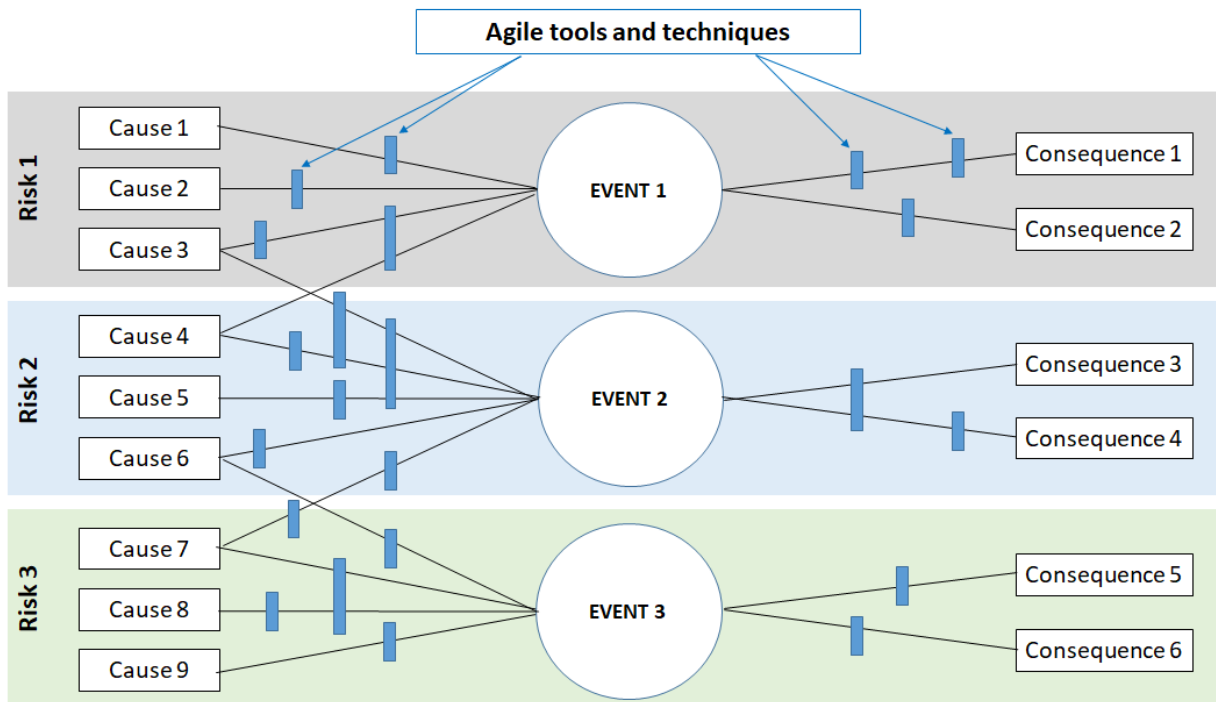 Agile tools and techniques
Risk 1
Cause 1
Cause 2
Cause 3
EVENT 1
Consequence 1
Consequence 2
Risk 2
Cause 4
Cause 5
Cause 6
EVENT 2
Consequence 3
Consequence 4
Risk 3
Cause 7
Cause 8
Cause 9
EVENT 3
Consequence 5
Consequence 6